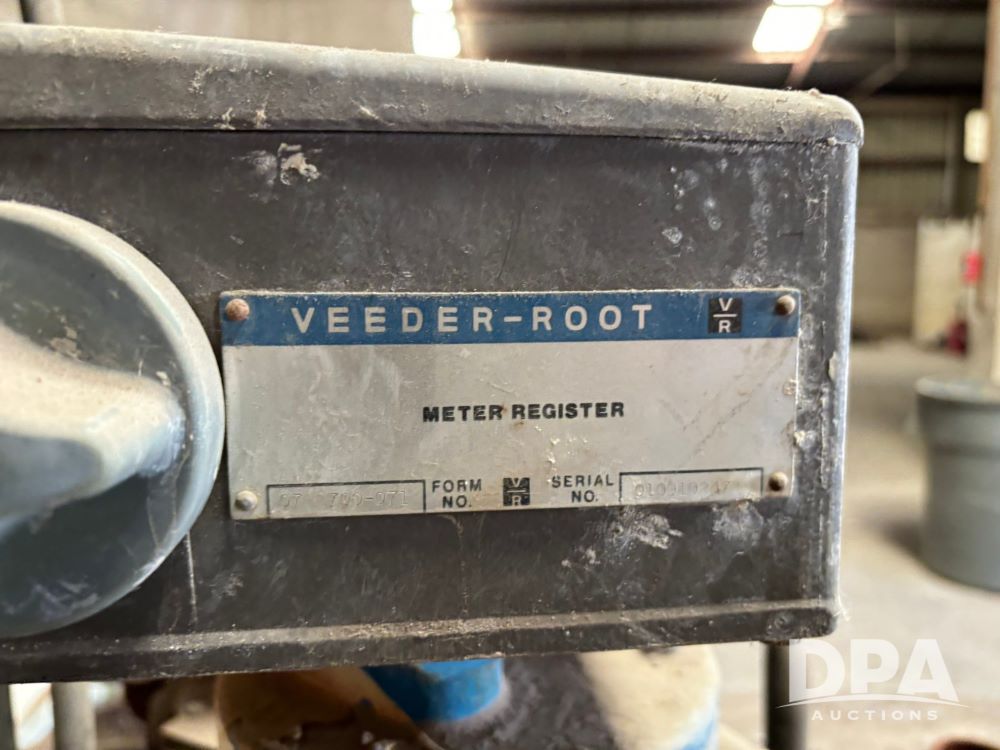 VEEDER-ROOT V/R
METER REGISTER
FORM NO. V/R SERIAL NO.
DPA
AUCTIONS